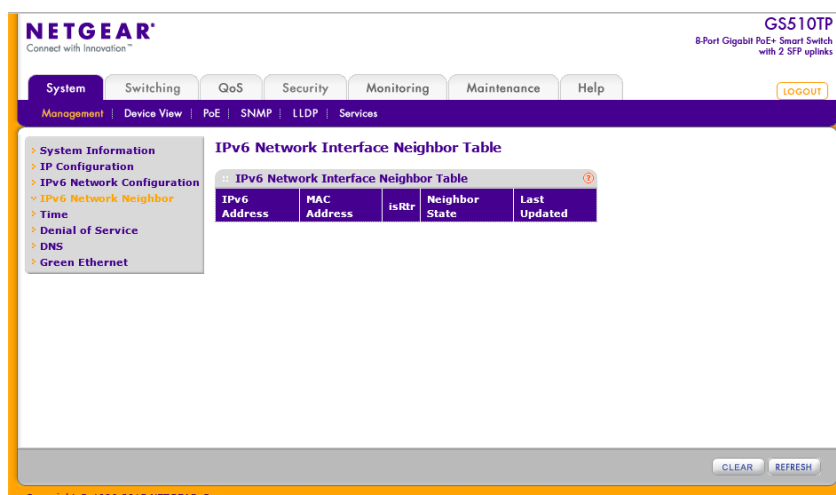 NETGEAR®
Connect with Innovation™
GS510TP
8-Port Gigabit PoE+ Smart Switch
with 2 SFP uplinks
System Switching QoS Security Monitoring Maintenance Help
LOGOUT
Management Device View PoE SNMP LLDP Services
System Information
IP Configuration
IPv6 Network Configuration
IPv6 Network Neighbor
Time
Denial of Service
DNS
Green Ethernet
IPv6 Network Interface Neighbor Table
IPv6 Network Interface Neighbor Table
IPv6 Address MAC Address isRtr Neighbor State Last Updated
CLEAR REFRESH